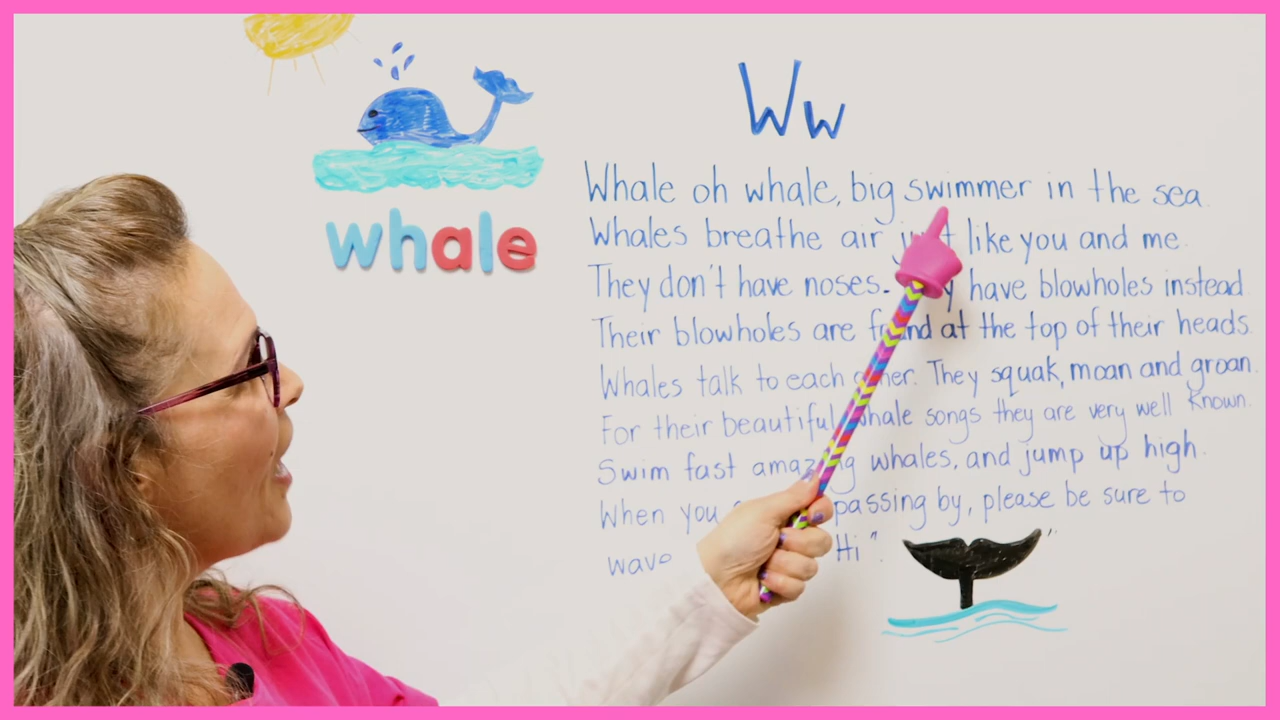 Ww
whale
Whale oh whale, big swimmer in the sea.
Whales breathe air like you and me.
They don't have noses. have blowholes instead.
Their blowholes are found at the top of their heads.
Whales talk to each other. They squak, moan and groan.
For their beautiful whale songs they are very well known.
Swim fast amazing whales, and jump up high.
When you passing by, please be sure to
wave Hi".